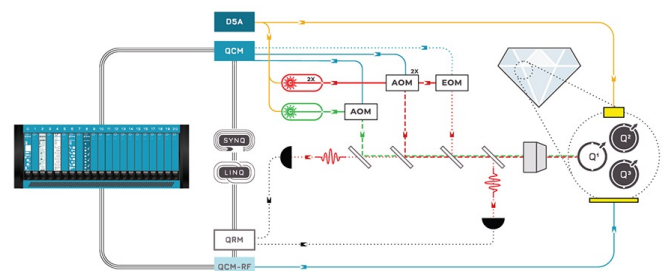 D5A
QCM
2X
2X
AOM
EOM
AOM
SYNQ
LINQ
Q1
Q2
Q3
QRM
QCM-RF